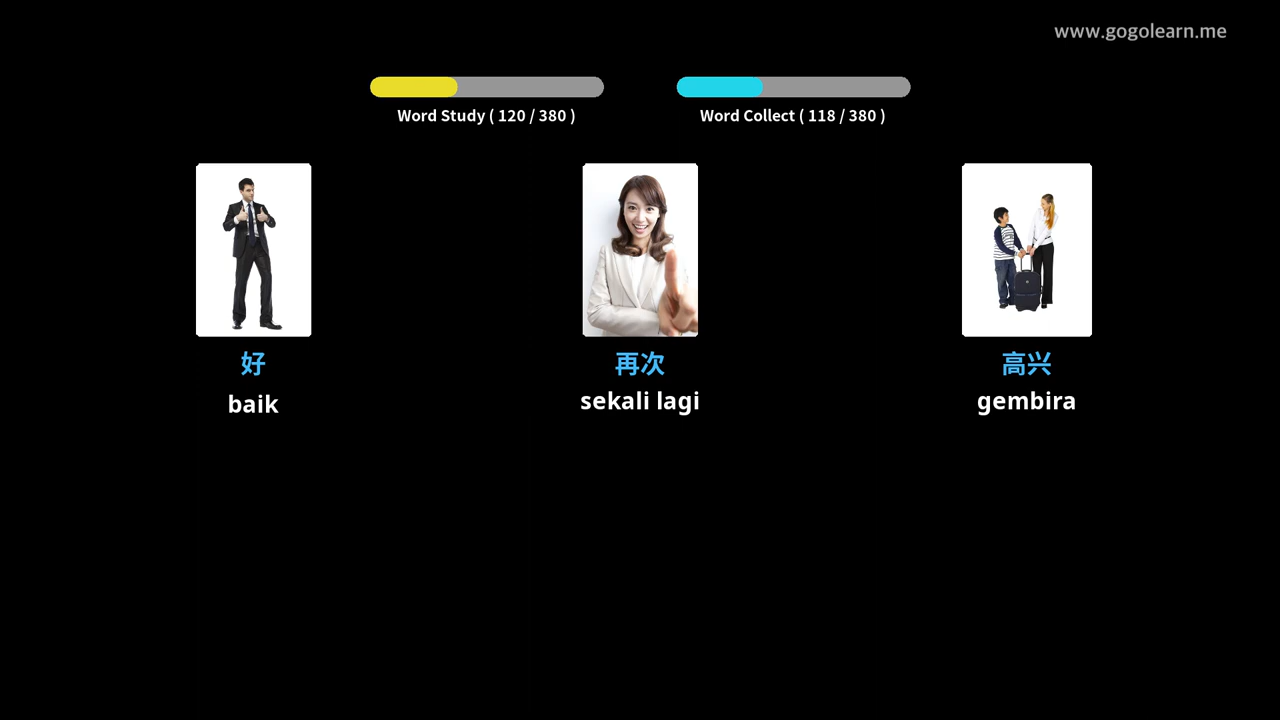 www.gogolearn.me
Word Study ( 120 / 380 )
Word Collect ( 118 / 380 )
好
再次
高兴
baik
sekali lagi
gembira